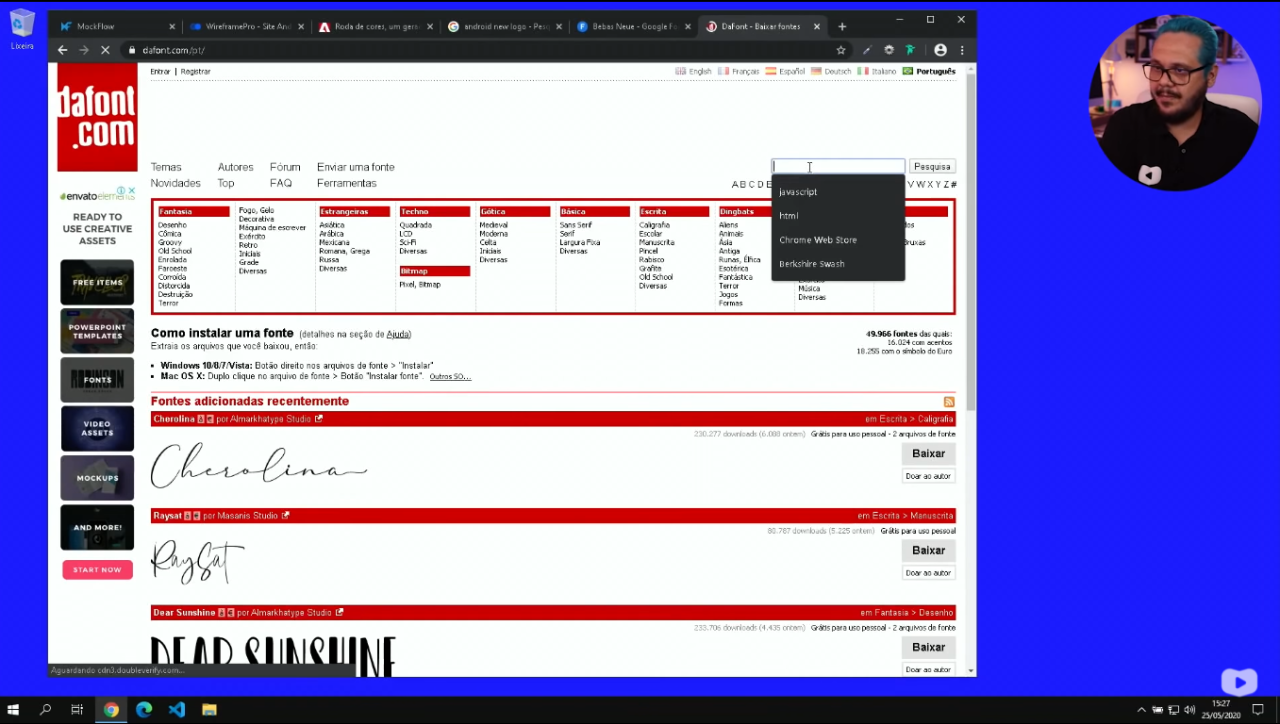 Lixeira
MockFlow
WireframePro - Site And
Roda de cores, um gera
android new logo - Pesq
Bebas Neue - Google Fo
DaFont - Baixar fontes
dafont.com/pt/
Entrar | Registrar
English Français Español Deutsch Italiano Português
dafont
.com
Temas Autores Fórum Enviar uma fonte
Novidades Top FAQ Ferramentas
Pesquisa
A B C D E
V W X Y Z #
javascript
html
Chrome Web Store
Berkshire Swash
Fantasia
Desenho
Cômica
Groovy
Old School
Enrolada
Faroeste
Corroída
Distorcida
Destruição
Terror
Fogo, Gelo
Decorativa
Máquina de escrever
Exército
Retro
Iniciais
Grade
Diversas
Estrangeiras
Asiática
Arábica
Mexicana
Romana, Grega
Russa
Diversas
Techno
Quadrada
LCD
Sci-Fi
Diversas
Bitmap
Pixel, Bitmap
Gótica
Medieval
Moderna
Celta
Iniciais
Diversas
Básica
Sans Serif
Serif
Largura Fixa
Diversas
Escrita
Caligrafia
Escolar
Manuscrita
Pincel
Rabisco
Grafite
Old School
Diversas
Dingbats
Aliens
Animais
Ásia
Antiga
Runas, Élfica
Esotérica
Fantástica
Terror
Jogos
Formas
Música
Diversas
envato elements
READY TO
USE CREATIVE
ASSETS
FREE ITEMS
POWERPOINT
TEMPLATES
FONTS
VIDEO
ASSETS
MOCKUPS
AND MORE!
START NOW
Como instalar uma fonte (detalhes na seção de Ajuda)
Extraia os arquivos que você baixou, então:
Windows 10/8/7/Vista: Botão direito nos arquivos de fonte > "Instalar"
Mac OS X: Duplo clique no arquivo de fonte > Botão "Instalar fonte". Outros SO...
49.966 fontes das quais:
16.024 com acentos
18.255 com o símbolo do Euro
Fontes adicionadas recentemente
Cherolina por Almarkhatype Studio
em Escrita > Caligrafia
230.277 downloads (6.088 ontem) Grátis para uso pessoal - 2 arquivos de fonte
Cherolina
Baixar
Doar ao autor
Raysat por Masanis Studio
em Escrita > Manuscrita
88.767 downloads (5.225 ontem) Grátis para uso pessoal
RaySat
Baixar
Doar ao autor
Dear Sunshine por Almarkhatype Studio
em Fantasia > Desenho
233.706 downloads (4.435 ontem) Grátis para uso pessoal - 2 arquivos de fonte
DEAR SUNSHINE
Baixar
Doar ao autor
Aguardando cdn3.doubleverify.com...
15:27
25/05/2020